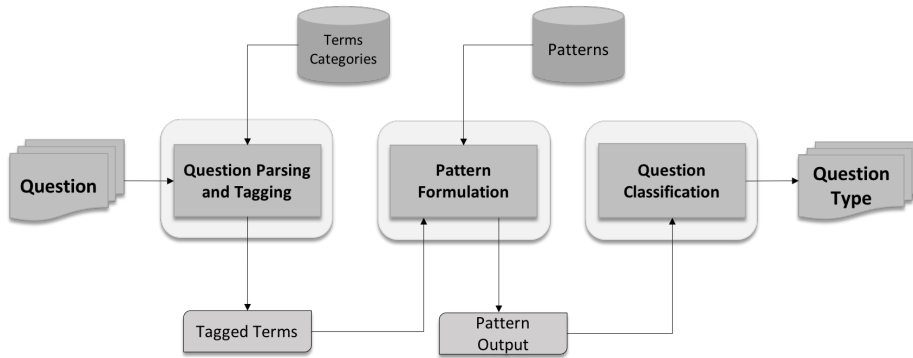 Terms
Categories
Patterns
Question
Question Parsing
and Tagging
Pattern
Formulation
Question
Classification
Question
Type
Tagged Terms
Pattern
Output